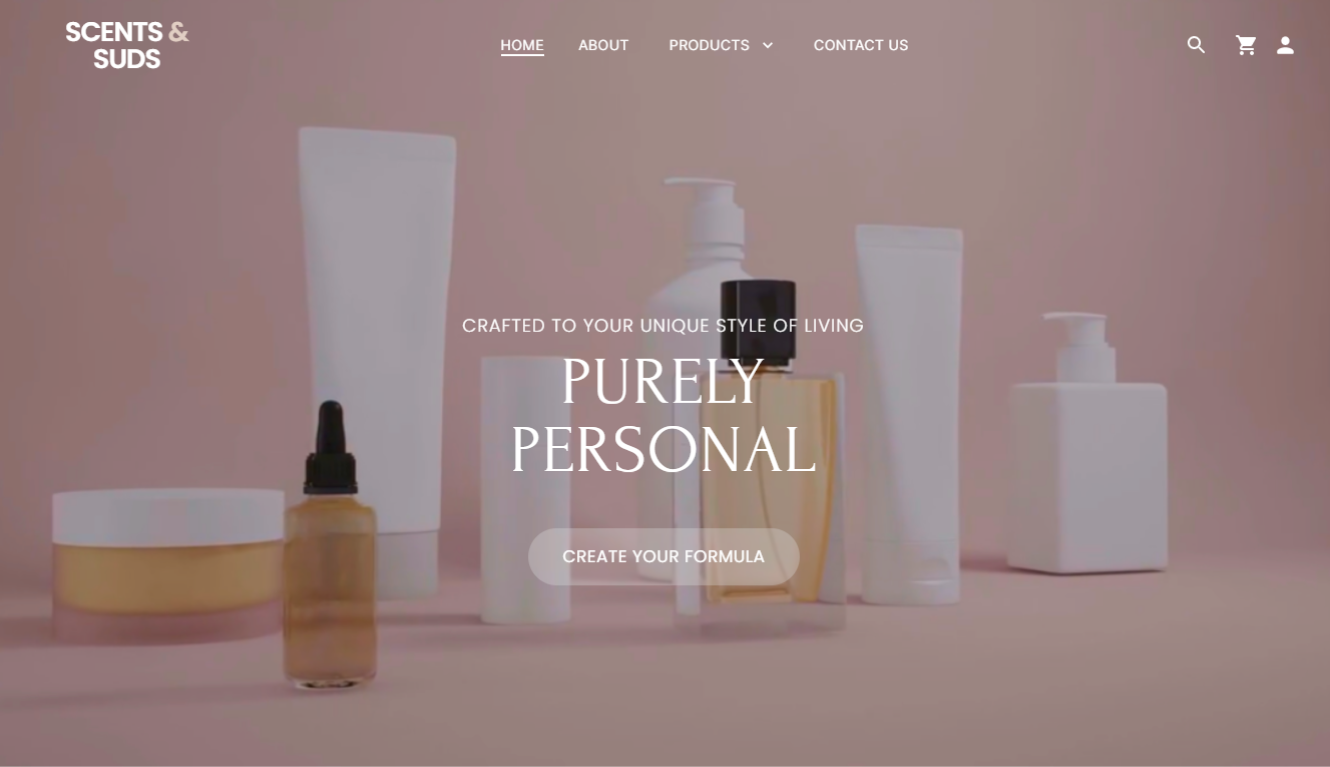 SCENTS &
SUDS
HOME ABOUT PRODUCTS CONTACT US
CRAFTED TO YOUR UNIQUE STYLE OF LIVING
PURELY
PERSONAL
CREATE YOUR FORMULA